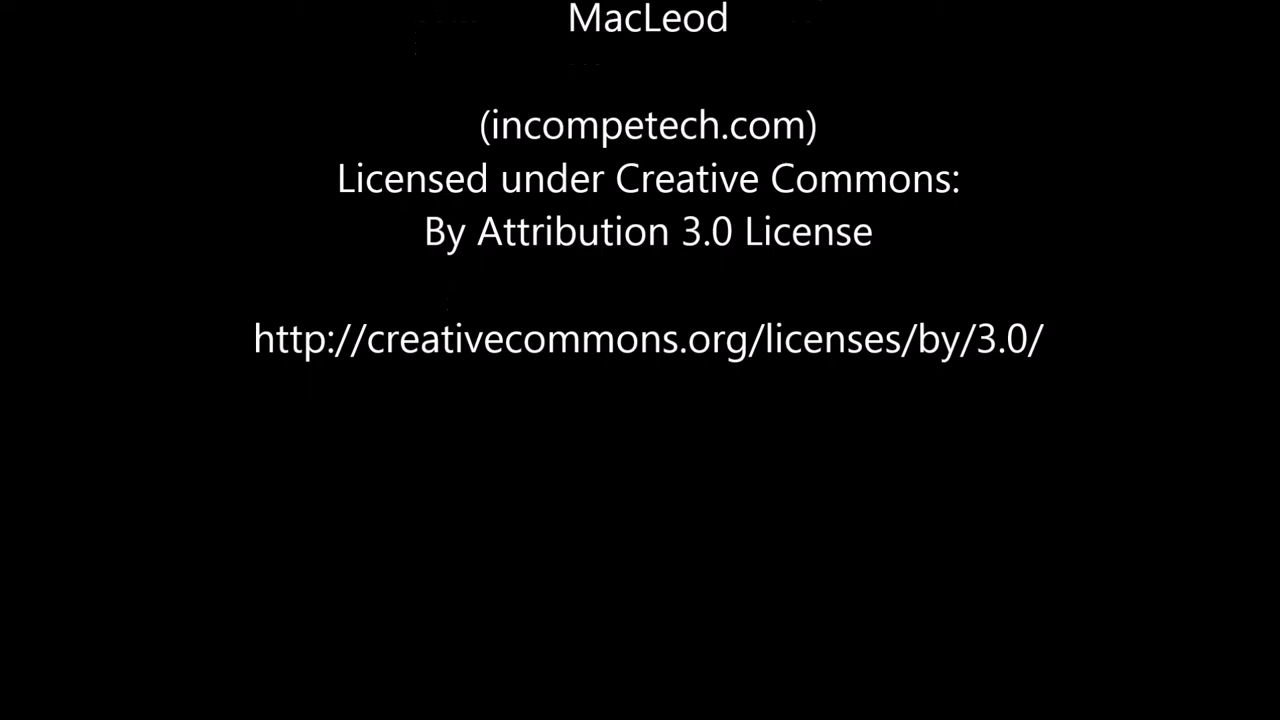 MacLeod
(incompetech.com)
Licensed under Creative Commons:
By Attribution 3.0 License
http://creativecommons.org/licenses/by/3.0/